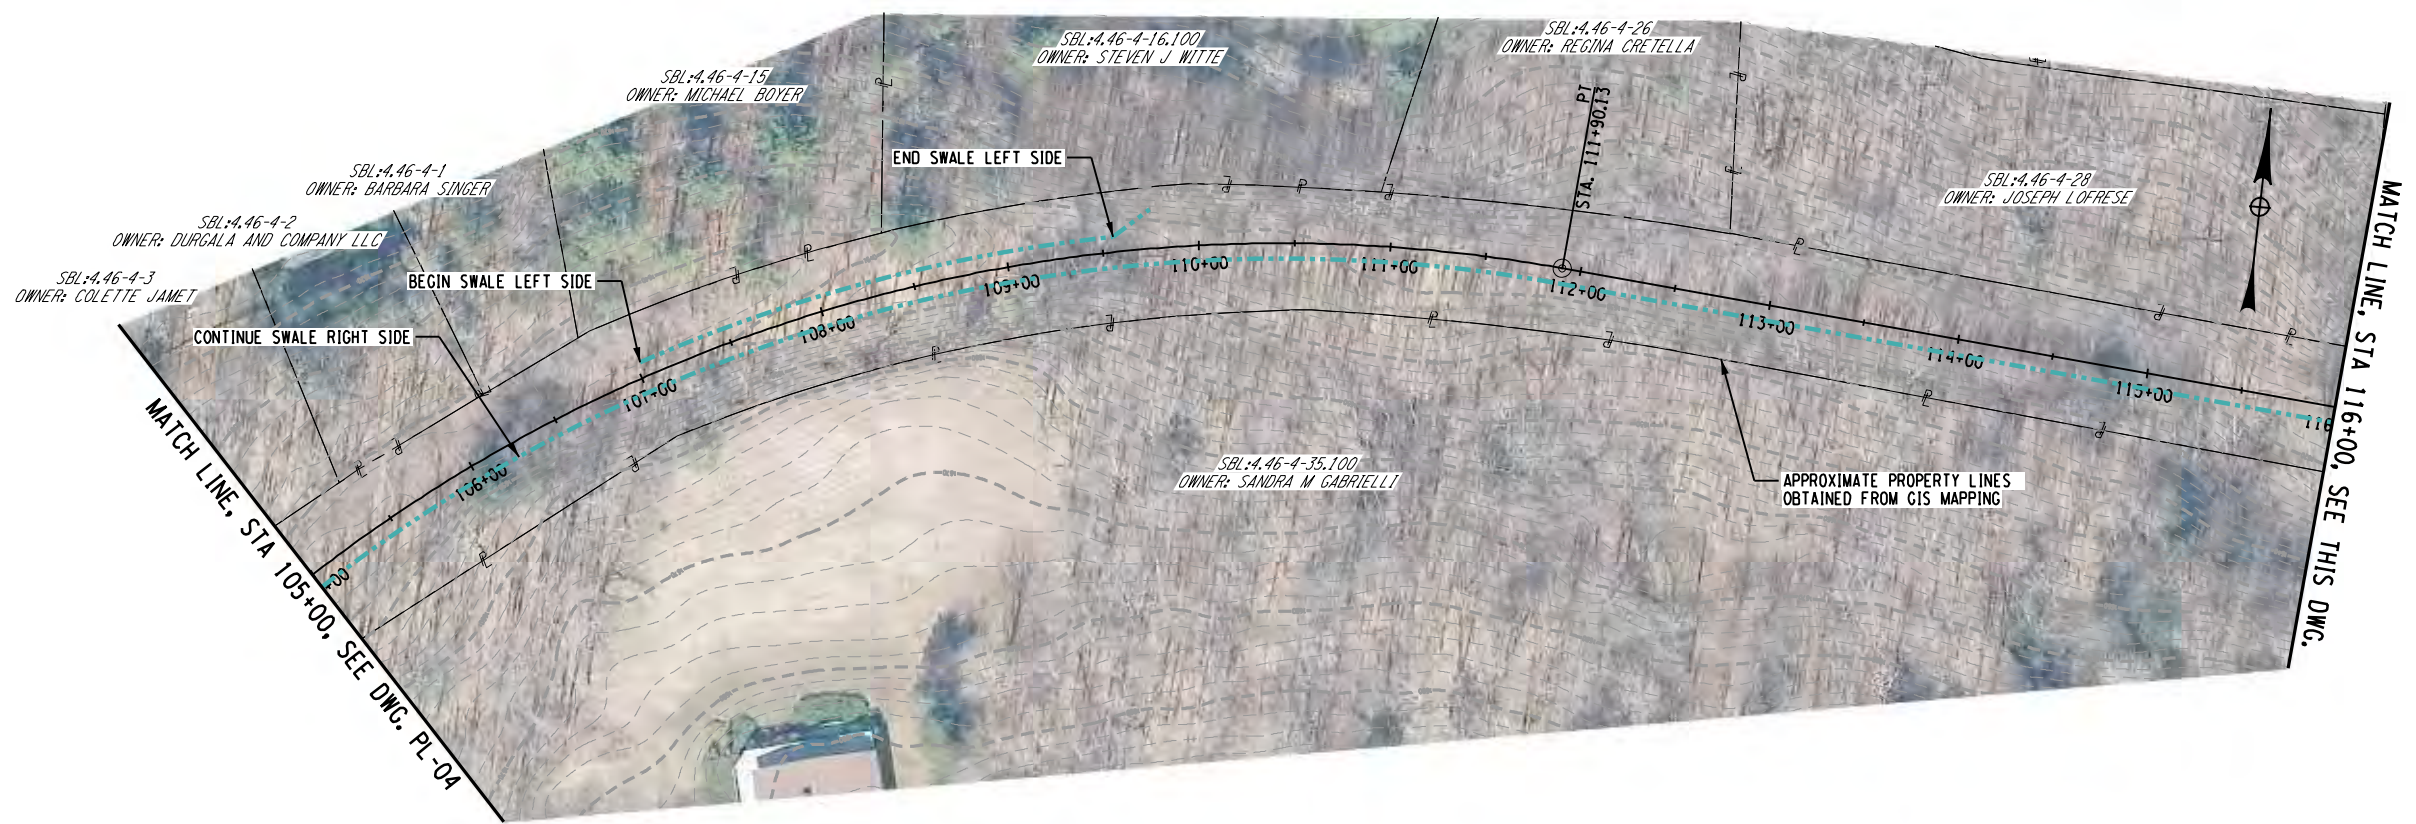 SBL:4.46-4-16.100
OWNER: STEVEN J WITTE
SBL:4.46-4-26
OWNER: REGINA CRETELLA
SBL:4.46-4-15
OWNER: MICHAEL BOYER
PT
STA. 111+90.13
END SWALE LEFT SIDE
SBL:4.46-4-1
OWNER: BARBARA SINGER
SBL:4.46-4-28
OWNER: JOSEPH LOFRESE
SBL:4.46-4-2
OWNER: DURGALA AND COMPANY LLC
SBL:4.46-4-3
OWNER: COLETTE JAMET
BEGIN SWALE LEFT SIDE
CONTINUE SWALE RIGHT SIDE
+00
106+00
107+00
108+00
109+00
110+00
111+00
112+00
113+00
114+00
115+00
116
SBL:4.46-4-35.100
OWNER: SANDRA M GABRIELLI
APPROXIMATE PROPERTY LINES
OBTAINED FROM GIS MAPPING
MATCH LINE, STA 105+00, SEE DWG. PL-04
MATCH LINE, STA 116+00, SEE THIS DWG.